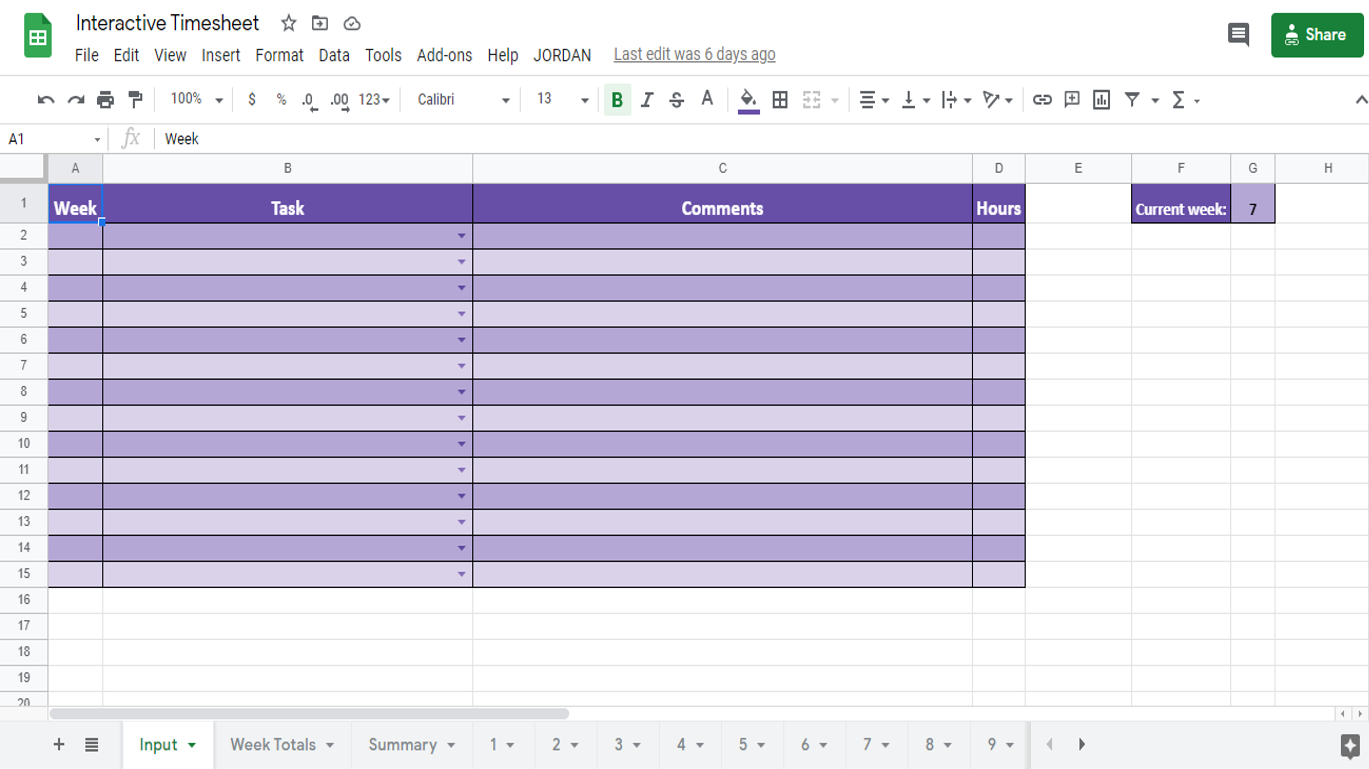 Interactive Timesheet
File Edit View Insert Format Data Tools Add-ons Help JORDAN Last edit was 6 days ago
Share
100% $ % .0 .00 123 Calibri 13 B I S A
A1 fx Week
A B C D E F G H
1 Week Task Comments Hours Current week: 7
2
3
4
5
6
7
8
9
10
11
12
13
14
15
16
17
18
19
20
+ Input Week Totals Summary 1 2 3 4 5 6 7 8 9